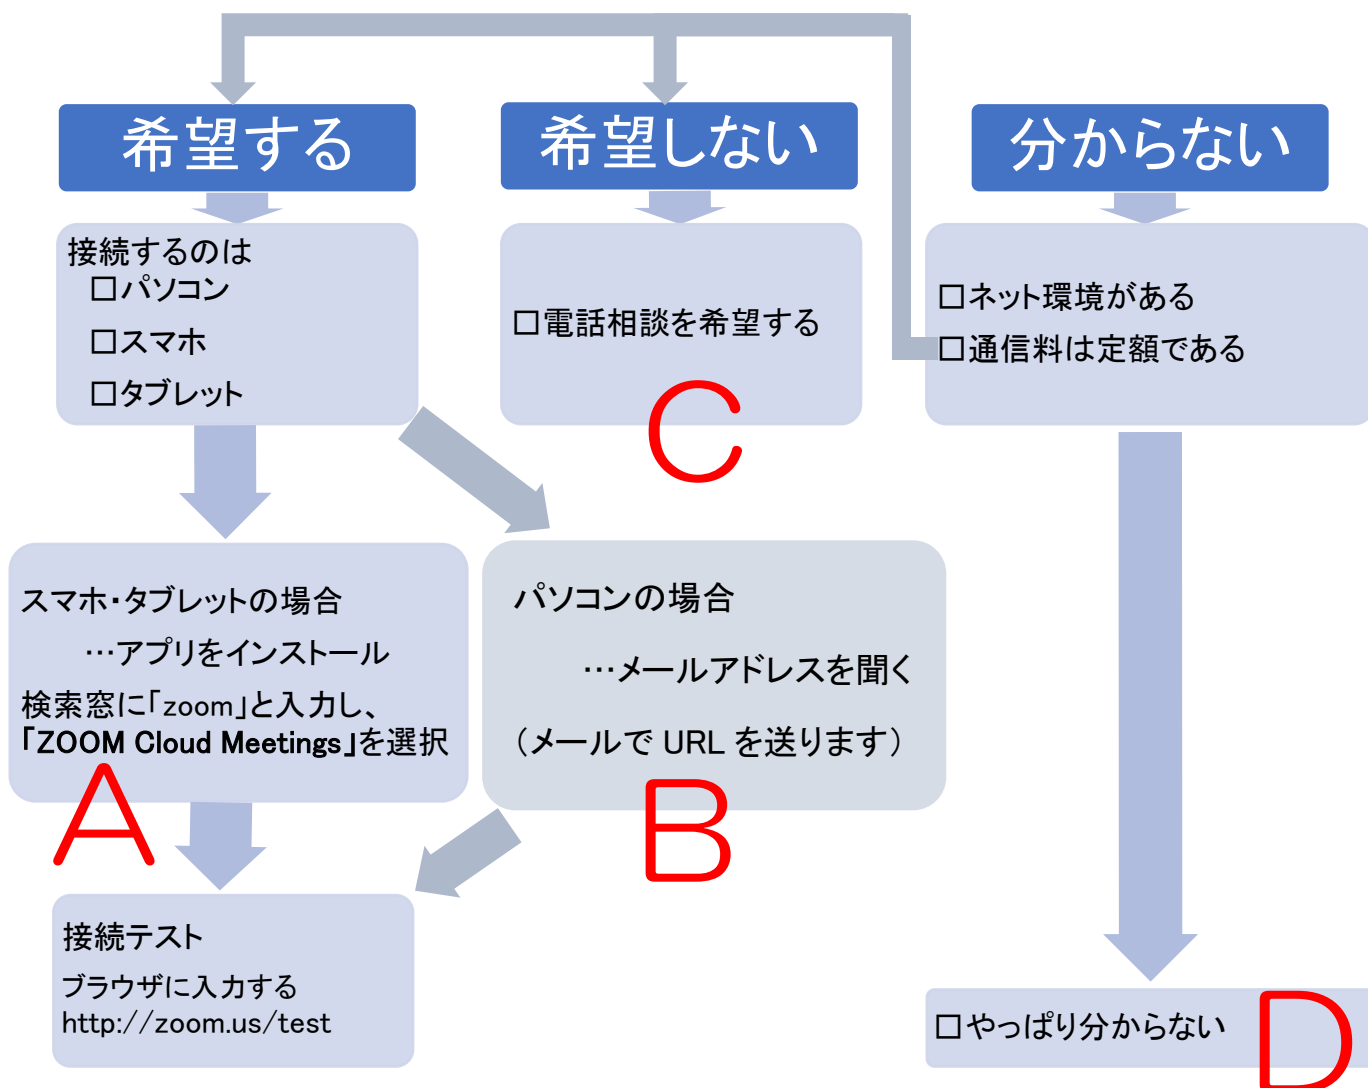 希望する
希望しない
分からない
接続するのは
□パソコン
□スマホ
□タブレット
□電話相談を希望する
C
□ネット環境がある
□通信料は定額である
スマホ・タブレットの場合
…アプリをインストール
検索窓に「zoom」と入力し、
「ZOOM Cloud Meetings」を選択
A
パソコンの場合
…メールアドレスを聞く
（メールで URL を送ります）
B
接続テスト
ブラウザに入力する
http://zoom.us/test
□やっぱり分からない
D